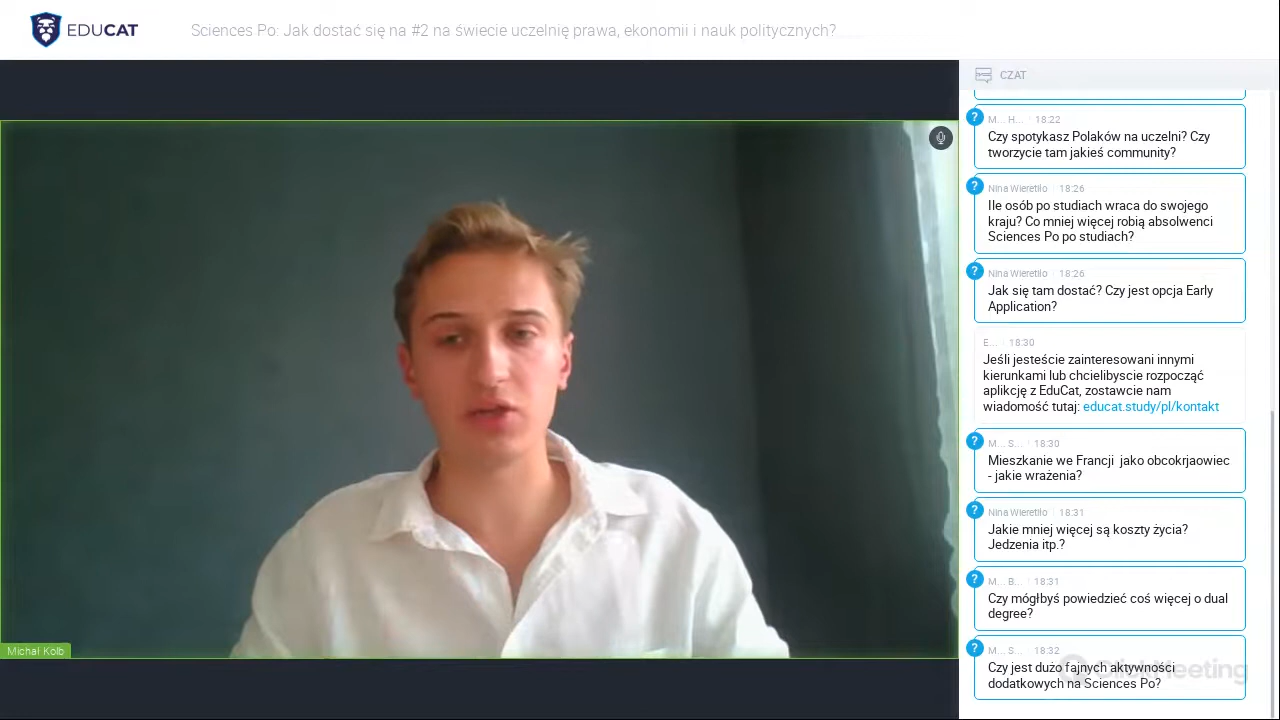 EDUCAT
Sciences Po: Jak dostać się na #2 na świecie uczelnię prawa, ekonomii i nauk politycznych?
CZAT
? M... H... 18:22
Czy spotykasz Polaków na uczelni? Czy
tworzycie tam jakieś community?
? Nina Wieretiło 18:26
Ile osób po studiach wraca do swojego
kraju? Co mniej więcej robią absolwenci
Sciences Po po studiach?
? Nina Wieretiło 18:26
Jak się tam dostać? Czy jest opcja Early
Application?
E... 18:30
Jeśli jesteście zainteresowani innymi
kierunkami lub chcielibyscie rozpocząć
aplikcję z EduCat, zostawcie nam
wiadomość tutaj: educat.study/pl/kontakt
? M... S... 18:30
Mieszkanie we Francji jako obcokrjaowiec
- jakie wrażenia?
? Nina Wieretiło 18:31
Jakie mniej więcej są koszty życia?
Jedzenia itp.?
? M... B... 18:31
Czy mógłbyś powiedzieć coś więcej o dual
degree?
? M... S... 18:32
Czy jest dużo fajnych aktywności
dodatkowych na Sciences Po?
ClickMeeting
Michał Kolb